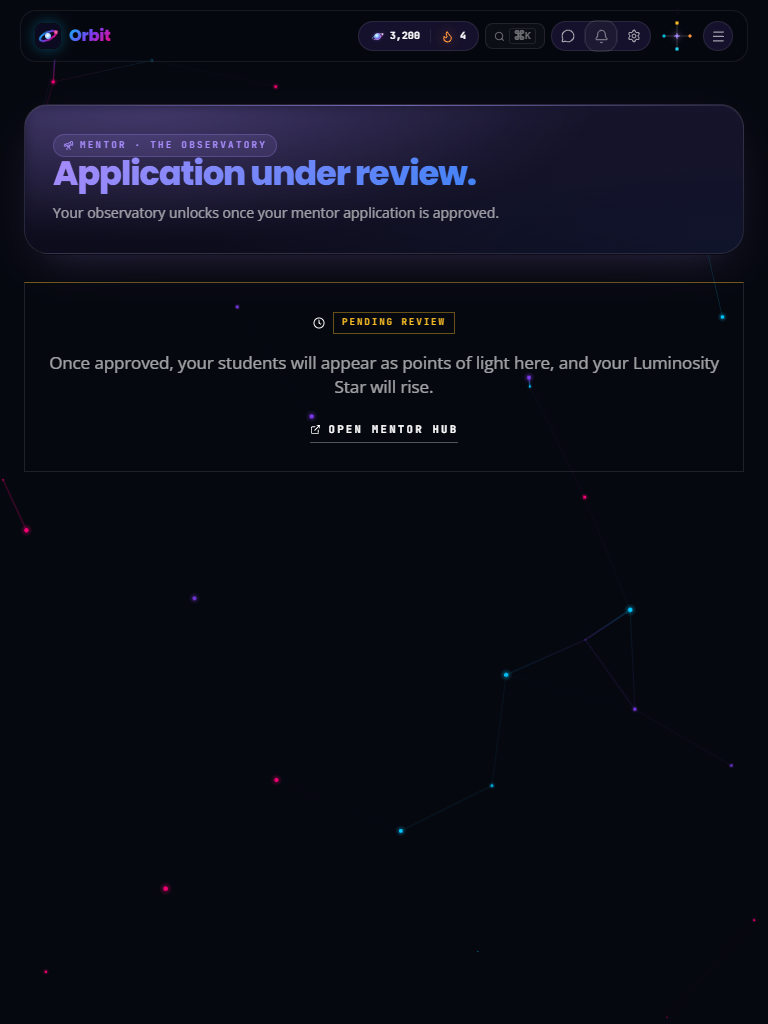 Orbit
3,200
4
⌘K
MENTOR · THE OBSERVATORY
Application under review.
Your observatory unlocks once your mentor application is approved.
PENDING REVIEW
Once approved, your students will appear as points of light here, and your Luminosity
Star will rise.
OPEN MENTOR HUB